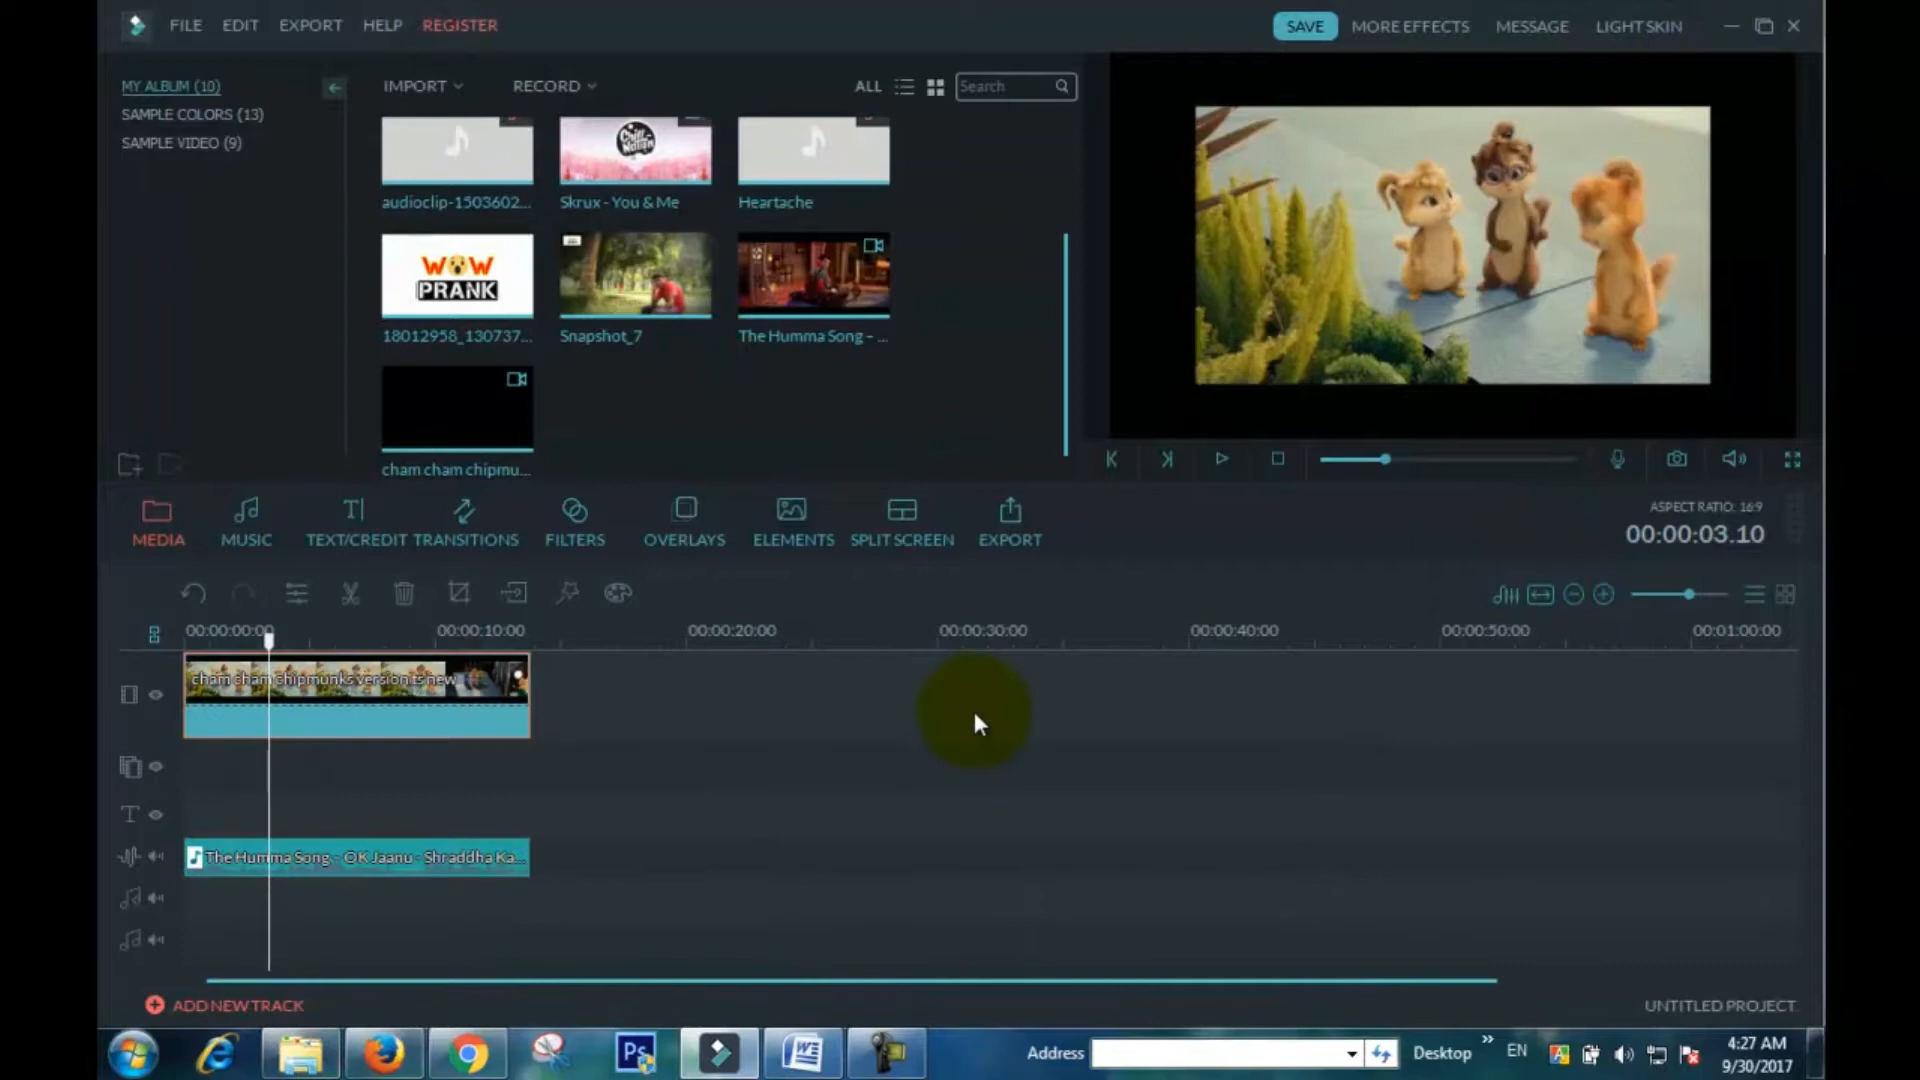 FILE EDIT EXPORT HELP REGISTER SAVE MORE EFFECTS MESSAGE LIGHT SKIN
MY ALBUM (10)
SAMPLE COLORS (13)
SAMPLE VIDEO (9)
IMPORT RECORD ALL Search
Chill Nation
audioclip-1503602... Skrux - You & Me Heartache
WOW PRANK
18012958_130737... Snapshot_7 The Humma Song - ...
cham cham chipmu...
MEDIA MUSIC TEXT/CREDIT TRANSITIONS FILTERS OVERLAYS ELEMENTS SPLIT SCREEN EXPORT
ASPECT RATIO: 16:9
00:00:03.10
00:00:00:00 00:00:10:00 00:00:20:00 00:00:30:00 00:00:40:00 00:00:50:00 00:01:00:00
cham cham chipmunks version ts new
T
The Humma Song - OK Jaanu - Shraddha Ka...
ADD NEW TRACK UNTITLED PROJECT
Ps Address Desktop » EN 4:27 AM
9/30/2017